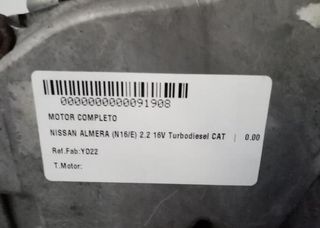 0000000000091908
MOTOR COMPLETO
NISSAN ALMERA (N16/E) 2.2 16V Turbodiesel CAT | 0.00
Ref.Fab:YD22
T.Motor: